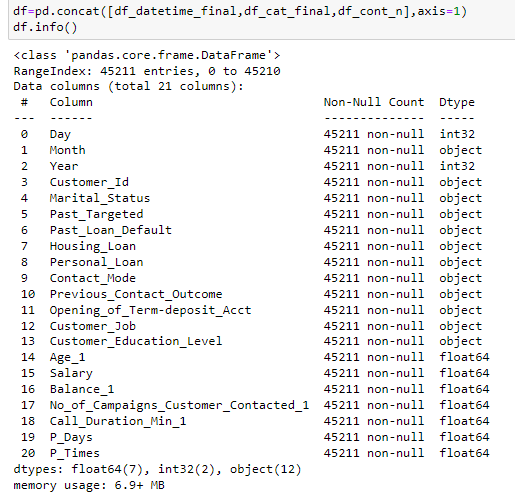 df=pd.concat([df_datetime_final,df_cat_final,df_cont_n],axis=1)
df.info()
<class 'pandas.core.frame.DataFrame'>
RangeIndex: 45211 entries, 0 to 45210
Data columns (total 21 columns):
 #   Column                              Non-Null Count  Dtype
---  ------                              --------------  -----
 0   Day                                 45211 non-null  int32
 1   Month                               45211 non-null  object
 2   Year                                45211 non-null  int32
 3   Customer_Id                         45211 non-null  object
 4   Marital_Status                      45211 non-null  object
 5   Past_Targeted                       45211 non-null  object
 6   Past_Loan_Default                   45211 non-null  object
 7   Housing_Loan                        45211 non-null  object
 8   Personal_Loan                       45211 non-null  object
 9   Contact_Mode                        45211 non-null  object
 10  Previous_Contact_Outcome            45211 non-null  object
 11  Opening_of_Term-deposit_Acct        45211 non-null  object
 12  Customer_Job                        45211 non-null  object
 13  Customer_Education_Level            45211 non-null  object
 14  Age_1                               45211 non-null  float64
 15  Salary                              45211 non-null  float64
 16  Balance_1                           45211 non-null  float64
 17  No_of_Campaigns_Customer_Contacted_1  45211 non-null  float64
 18  Call_Duration_Min_1                 45211 non-null  float64
 19  P_Days                              45211 non-null  float64
 20  P_Times                             45211 non-null  float64
dtypes: float64(7), int32(2), object(12)
memory usage: 6.9+ MB